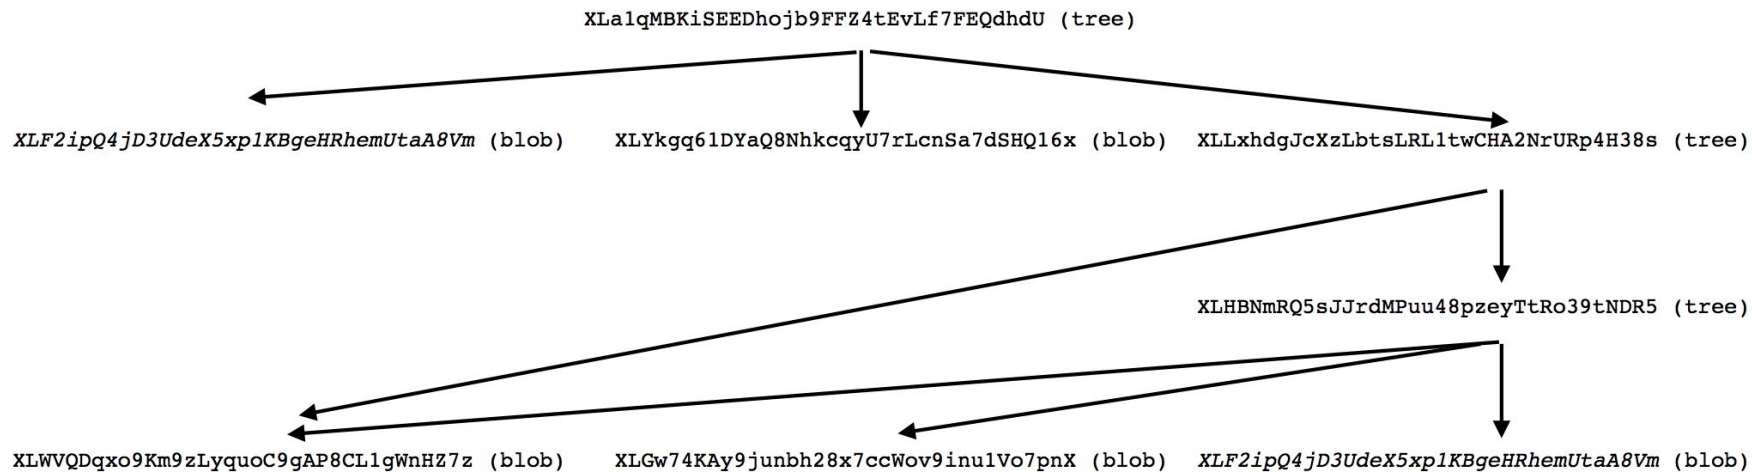 XLa1qMBKiSEEDhojb9FFZ4tEvLf7FEQdhdU (tree)
XLF2ipQ4jD3UdeX5xp1KBgeHRhemUtaA8Vm (blob) XLYkgq61DYaQ8NhkcqyU7rLcnSa7dSHQ16x (blob) XLLxhdgJcXzLbtsLRL1twCHA2NrURp4H38s (tree)
XLHBNmRQ5sJJrdMPuu48pzeyTtRo39tNDR5 (tree)
XLWVQDqxo9Km9zLyquoC9gAP8CL1gWnHZ7z (blob) XLGw74KAy9junbh28x7ccWov9inu1Vo7pnX (blob) XLF2ipQ4jD3UdeX5xp1KBgeHRhemUtaA8Vm (blob)